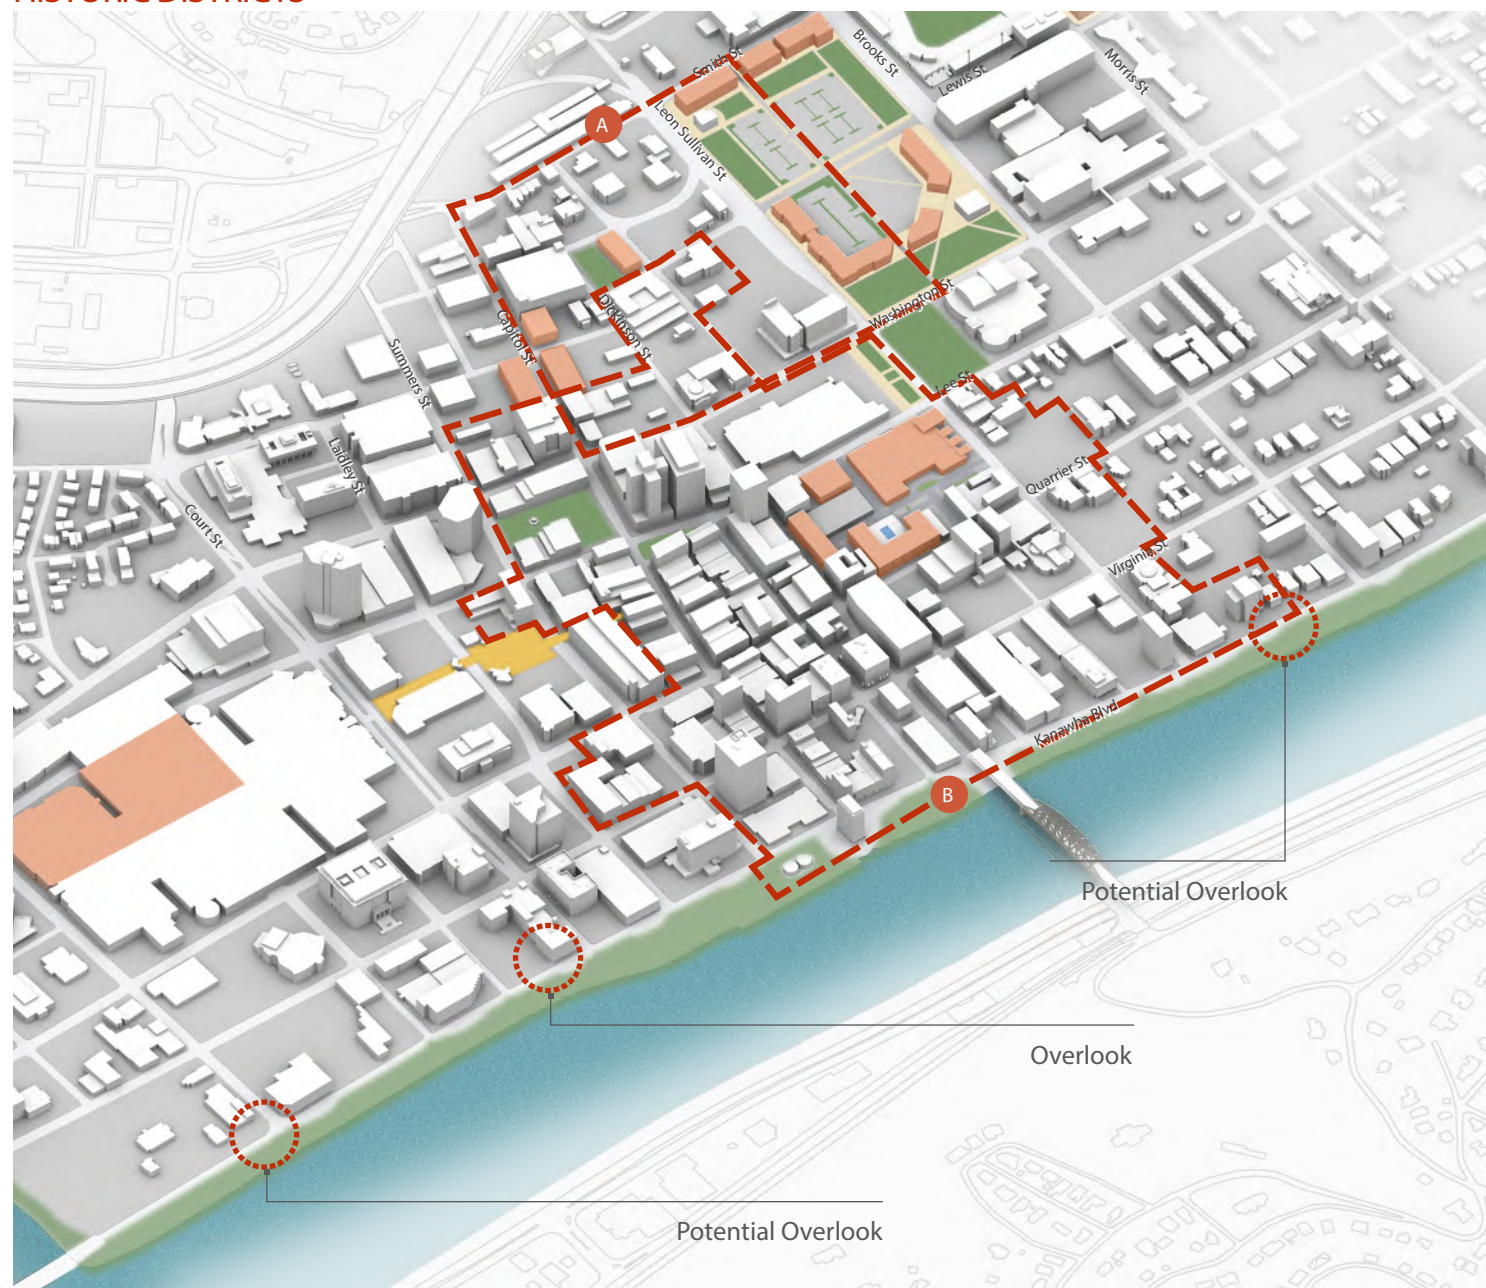 HISTORIC DISTRICTS
Smith St
Brooks St
Lewis St
Morris St
A
Leon Sullivan St
Washington St
Capitol St
Dickinson St
Summers St
Lee St
Laidley St
Quarrier St
Court St
Virginia St
Kanawha Blvd
B
Potential Overlook
Overlook
Potential Overlook